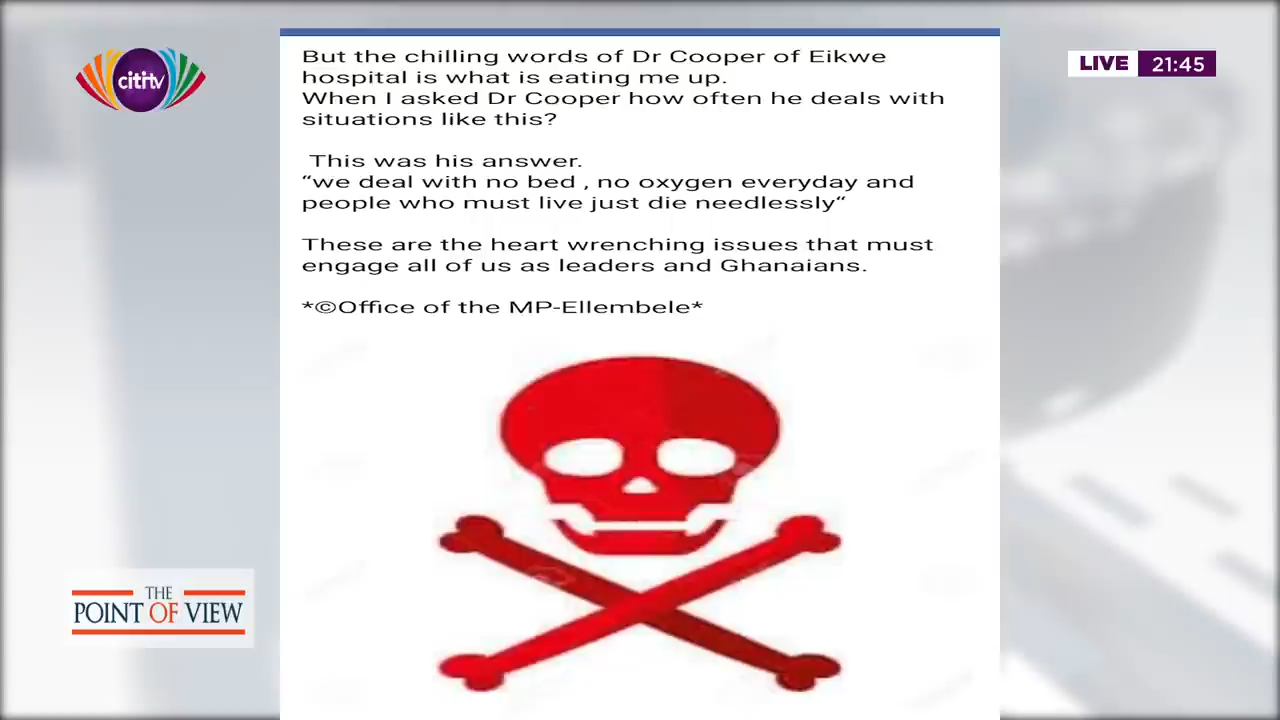 citi tv
LIVE 21:45
But the chilling words of Dr Cooper of Eikwe
hospital is what is eating me up.
When I asked Dr Cooper how often he deals with
situations like this?
This was his answer.
“we deal with no bed , no oxygen everyday and
people who must live just die needlessly“
These are the heart wrenching issues that must
engage all of us as leaders and Ghanaians.
*©Office of the MP-Ellembele*
THE
POINT OF VIEW